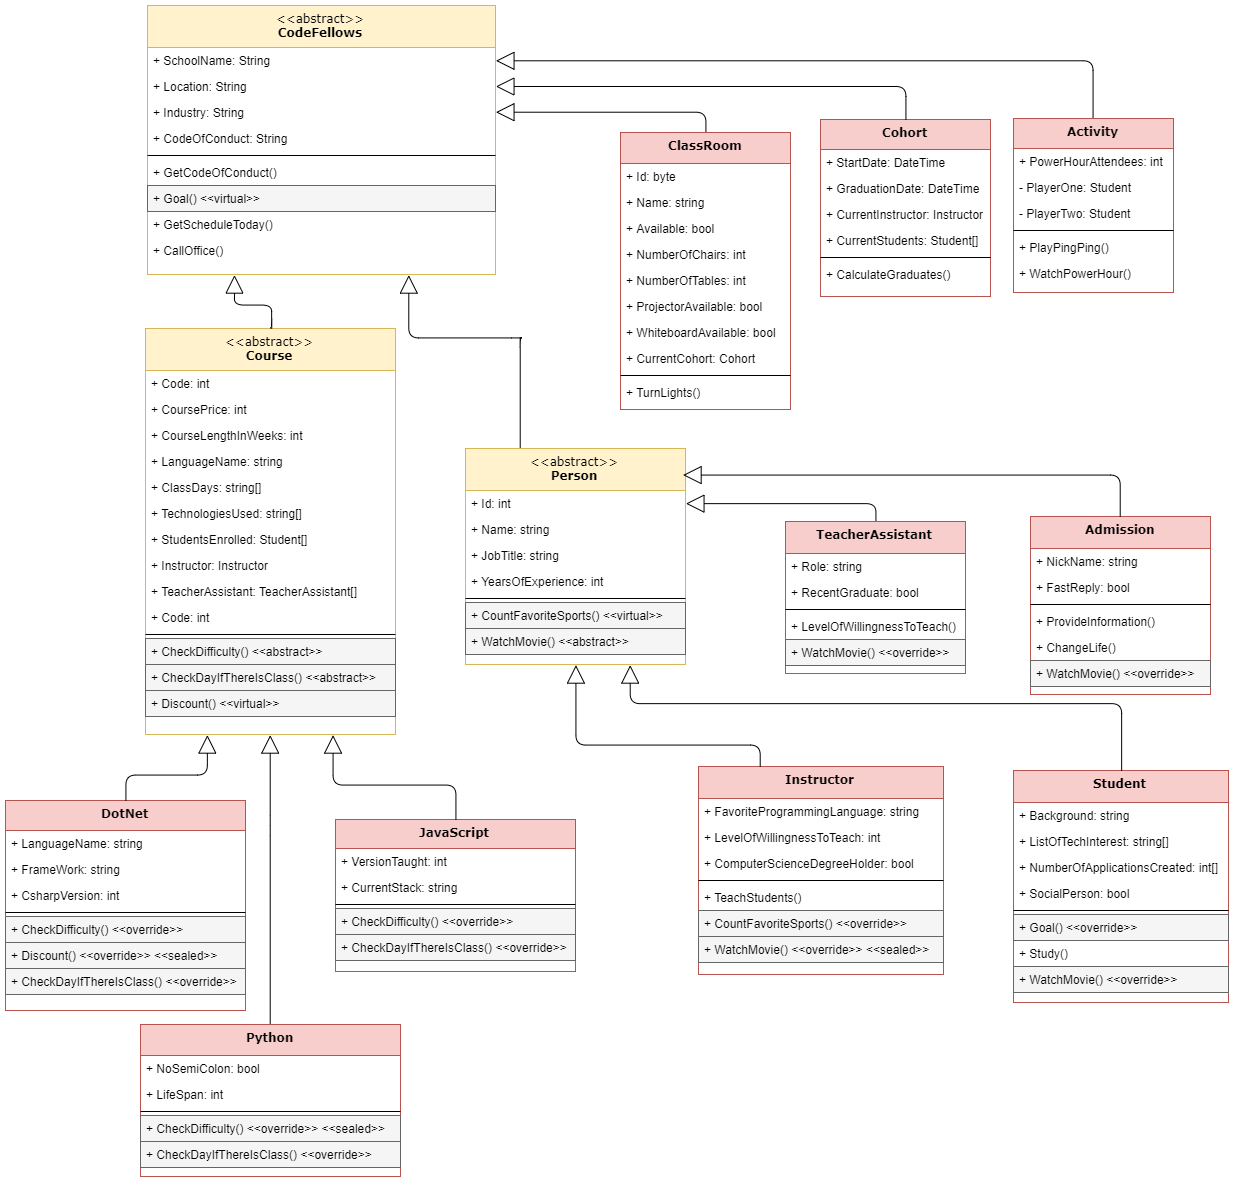 <<abstract>>
CodeFellows
+ SchoolName: String
+ Location: String
+ Industry: String
+ CodeOfConduct: String
+ GetCodeOfConduct()
+ Goal() <<virtual>>
+ GetScheduleToday()
+ CallOffice()
ClassRoom
+ Id: byte
+ Name: string
+ Available: bool
+ NumberOfChairs: int
+ NumberOfTables: int
+ ProjectorAvailable: bool
+ WhiteboardAvailable: bool
+ CurrentCohort: Cohort
+ TurnLights()
Cohort
+ StartDate: DateTime
+ GraduationDate: DateTime
+ CurrentInstructor: Instructor
+ CurrentStudents: Student[]
+ CalculateGraduates()
Activity
+ PowerHourAttendees: int
- PlayerOne: Student
- PlayerTwo: Student
+ PlayPingPing()
+ WatchPowerHour()
<<abstract>>
Course
+ Code: int
+ CoursePrice: int
+ CourseLengthInWeeks: int
+ LanguageName: string
+ ClassDays: string[]
+ TechnologiesUsed: string[]
+ StudentsEnrolled: Student[]
+ Instructor: Instructor
+ TeacherAssistant: TeacherAssistant[]
+ Code: int
+ CheckDifficulty() <<abstract>>
+ CheckDayIfThereIsClass() <<abstract>>
+ Discount() <<virtual>>
<<abstract>>
Person
+ Id: int
+ Name: string
+ JobTitle: string
+ YearsOfExperience: int
+ CountFavoriteSports() <<virtual>>
+ WatchMovie() <<abstract>>
TeacherAssistant
+ Role: string
+ RecentGraduate: bool
+ LevelOfWillingnessToTeach()
+ WatchMovie() <<override>>
Admission
+ NickName: string
+ FastReply: bool
+ ProvideInformation()
+ ChangeLife()
+ WatchMovie() <<override>>
DotNet
+ LanguageName: string
+ FrameWork: string
+ CsharpVersion: int
+ CheckDifficulty() <<override>>
+ Discount() <<override>> <<sealed>>
+ CheckDayIfThereIsClass() <<override>>
JavaScript
+ VersionTaught: int
+ CurrentStack: string
+ CheckDifficulty() <<override>>
+ CheckDayIfThereIsClass() <<override>>
Instructor
+ FavoriteProgrammingLanguage: string
+ LevelOfWillingnessToTeach: int
+ ComputerScienceDegreeHolder: bool
+ TeachStudents()
+ CountFavoriteSports() <<override>>
+ WatchMovie() <<override>> <<sealed>>
Student
+ Background: string
+ ListOfTechInterest: string[]
+ NumberOfApplicationsCreated: int[]
+ SocialPerson: bool
+ Goal() <<override>>
+ Study()
+ WatchMovie() <<override>>
Python
+ NoSemiColon: bool
+ LifeSpan: int
+ CheckDifficulty() <<override>> <<sealed>>
+ CheckDayIfThereIsClass() <<override>>